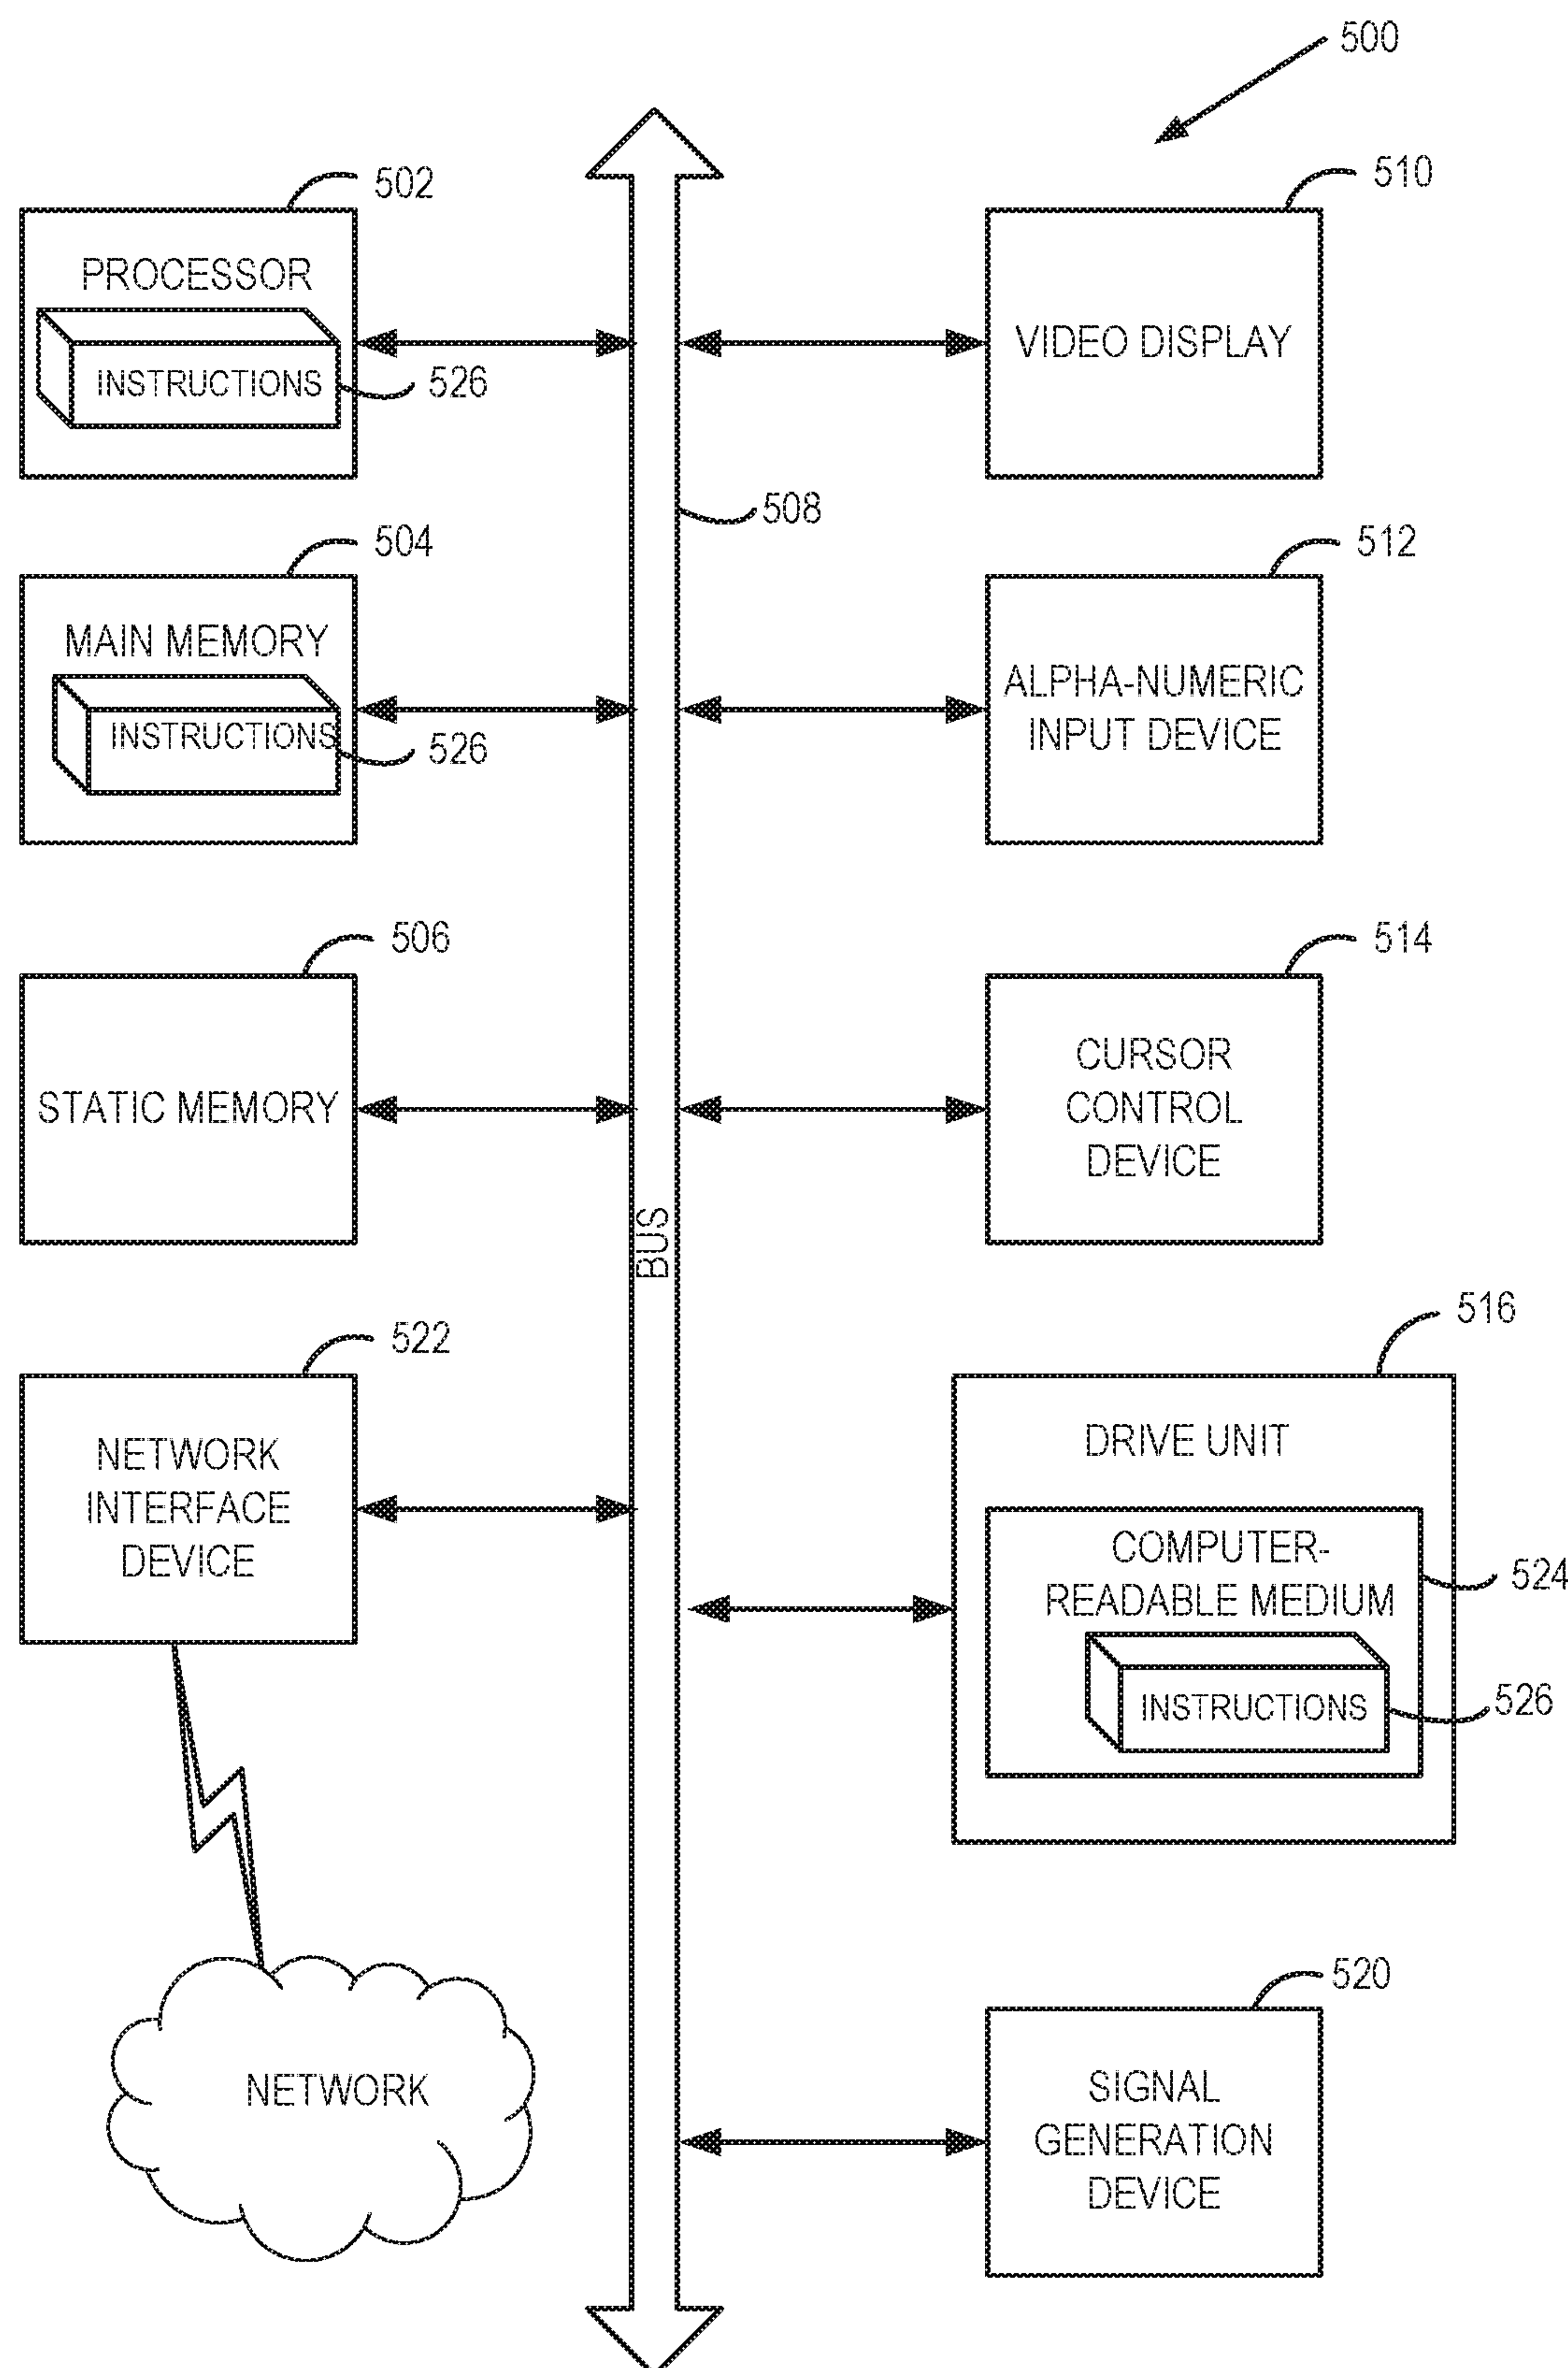 500
502
PROCESSOR
INSTRUCTIONS
526
510
VIDEO DISPLAY
508
504
MAIN MEMORY
INSTRUCTIONS
526
512
ALPHA-NUMERIC
INPUT DEVICE
506
STATIC MEMORY
514
CURSOR
CONTROL
DEVICE
BUS
522
NETWORK
INTERFACE
DEVICE
516
DRIVE UNIT
COMPUTER-
READABLE MEDIUM
524
INSTRUCTIONS
526
NETWORK
520
SIGNAL
GENERATION
DEVICE